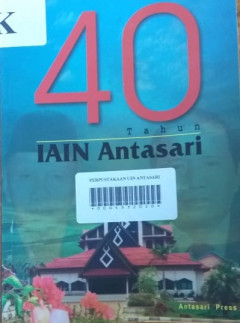 K
40
Tahun
IAIN Antasari
PERPUSTAKAAN UIN ANTASARI
Antasari Press